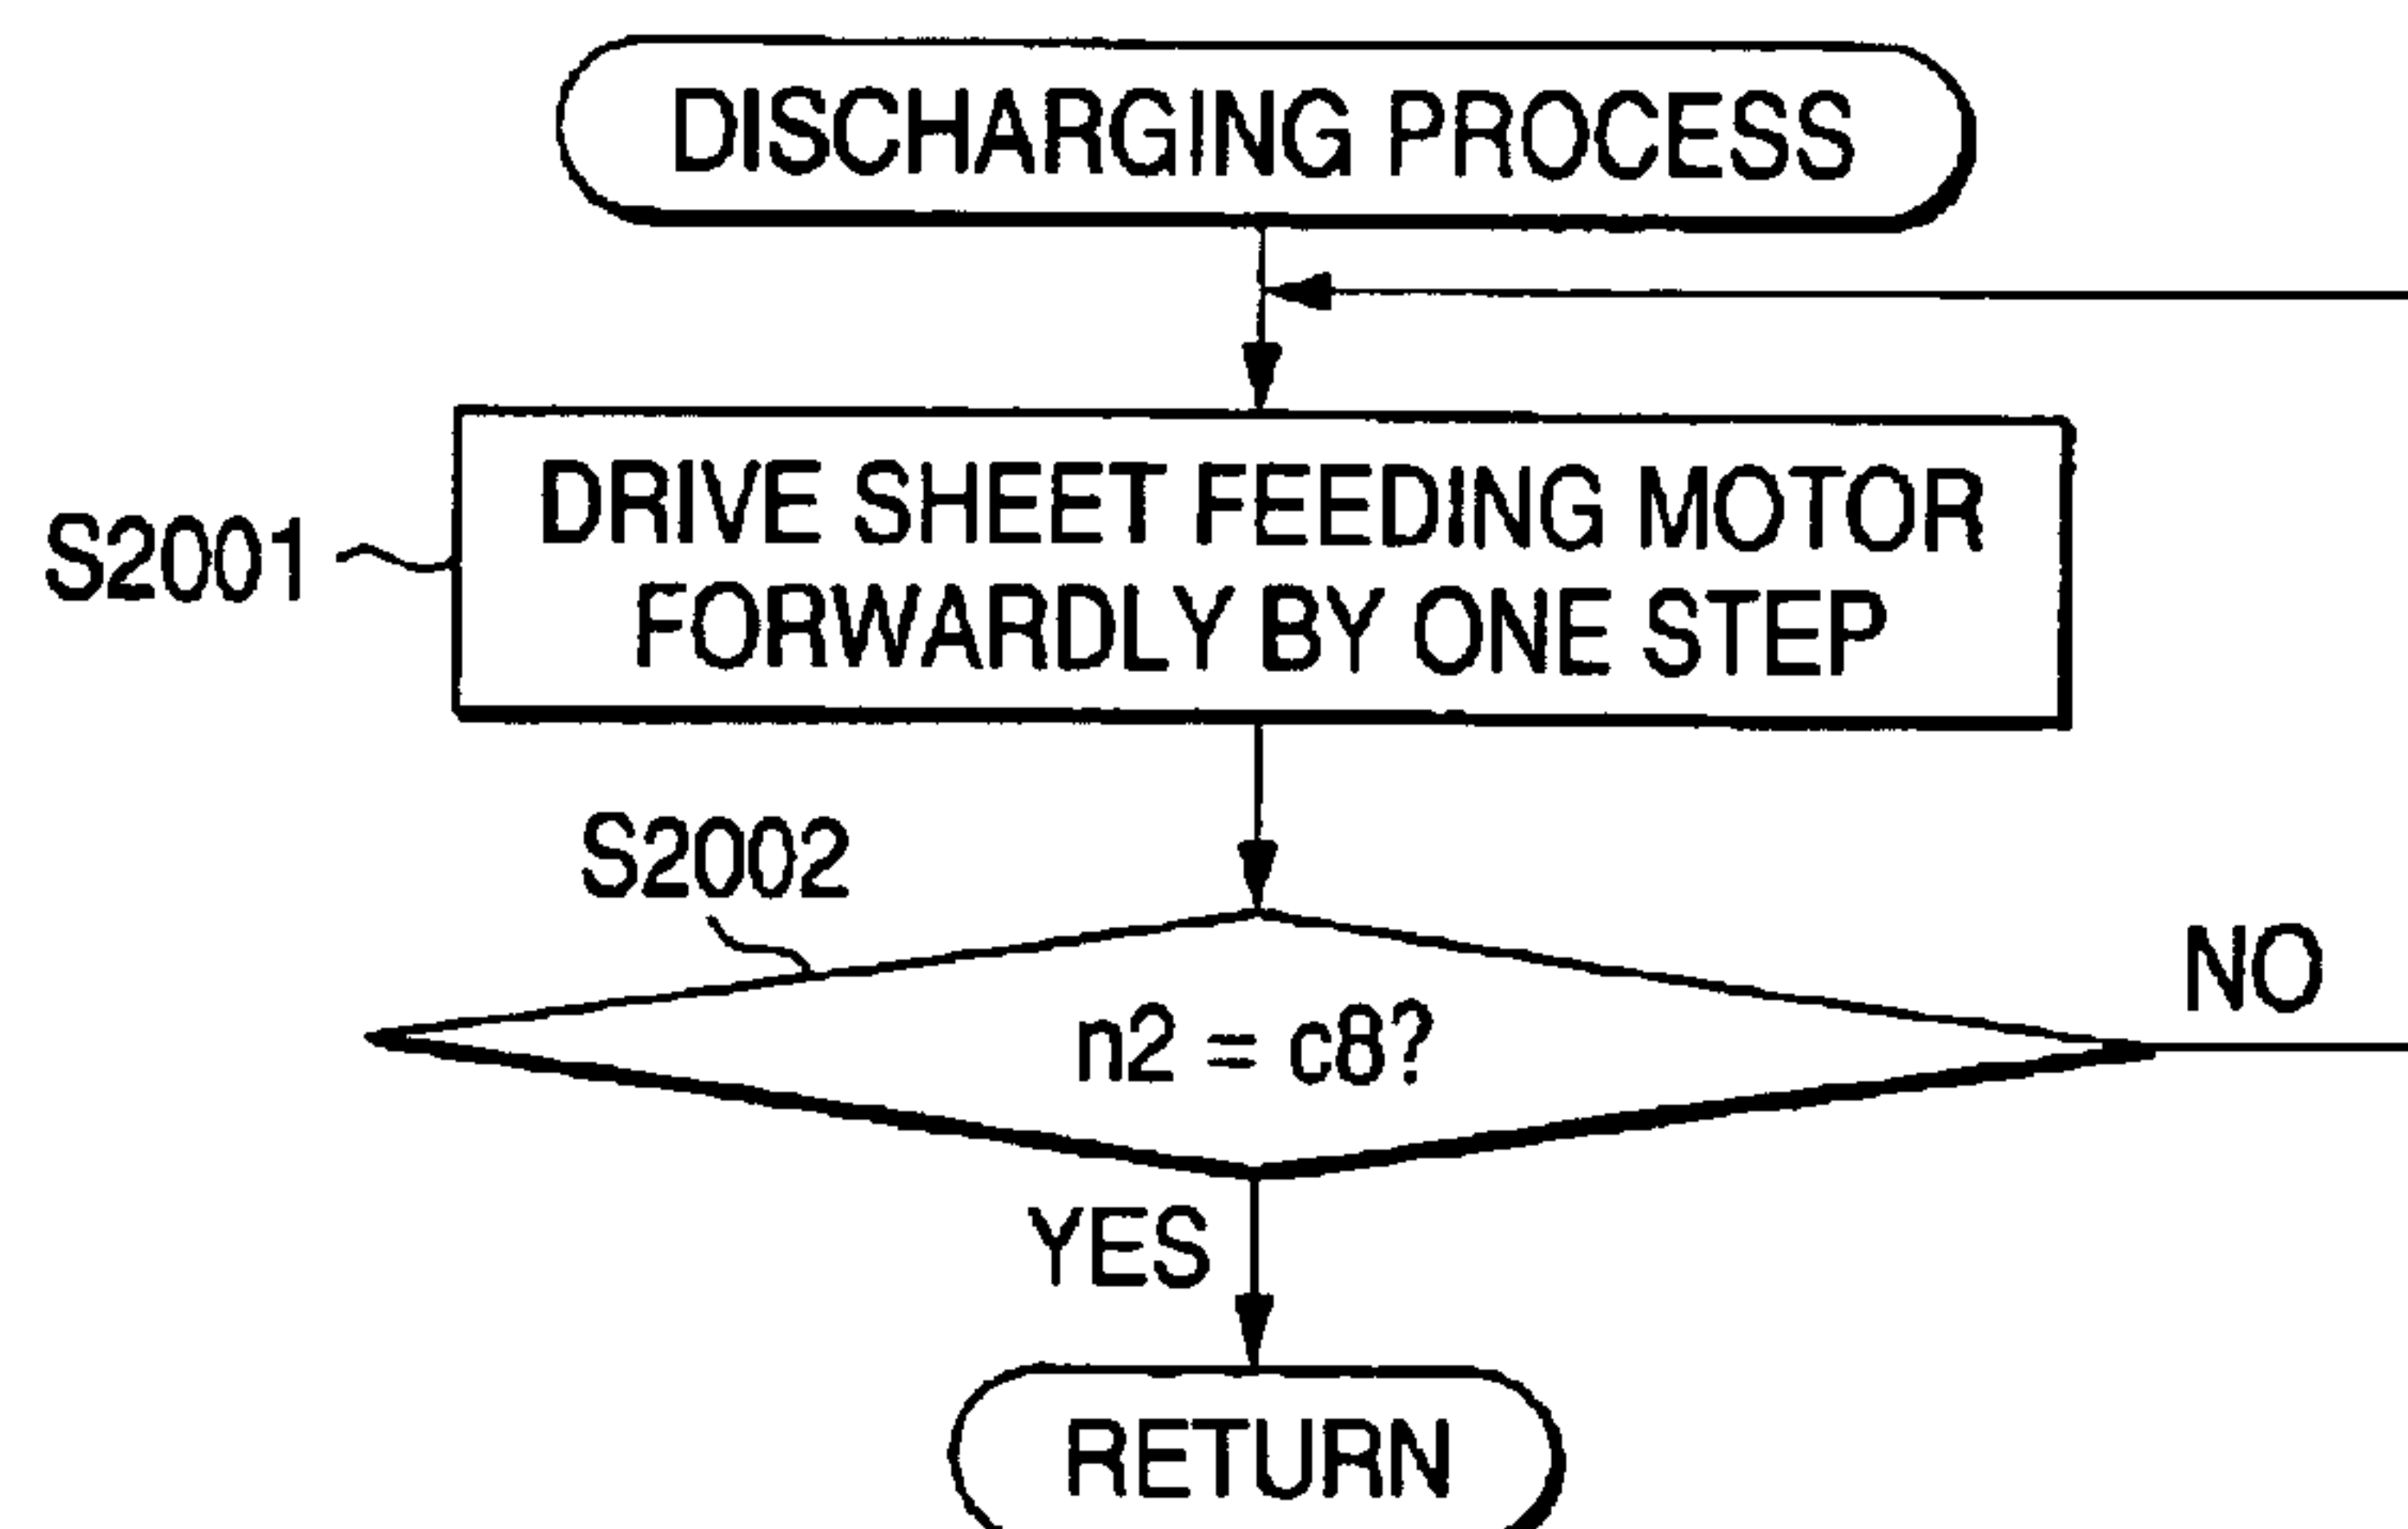 DISCHARGING PROCESS
S2001
DRIVE SHEET FEEDING MOTOR
FORWARDLY BY ONE STEP
S2002
n2 = c8?
NO
YES
RETURN